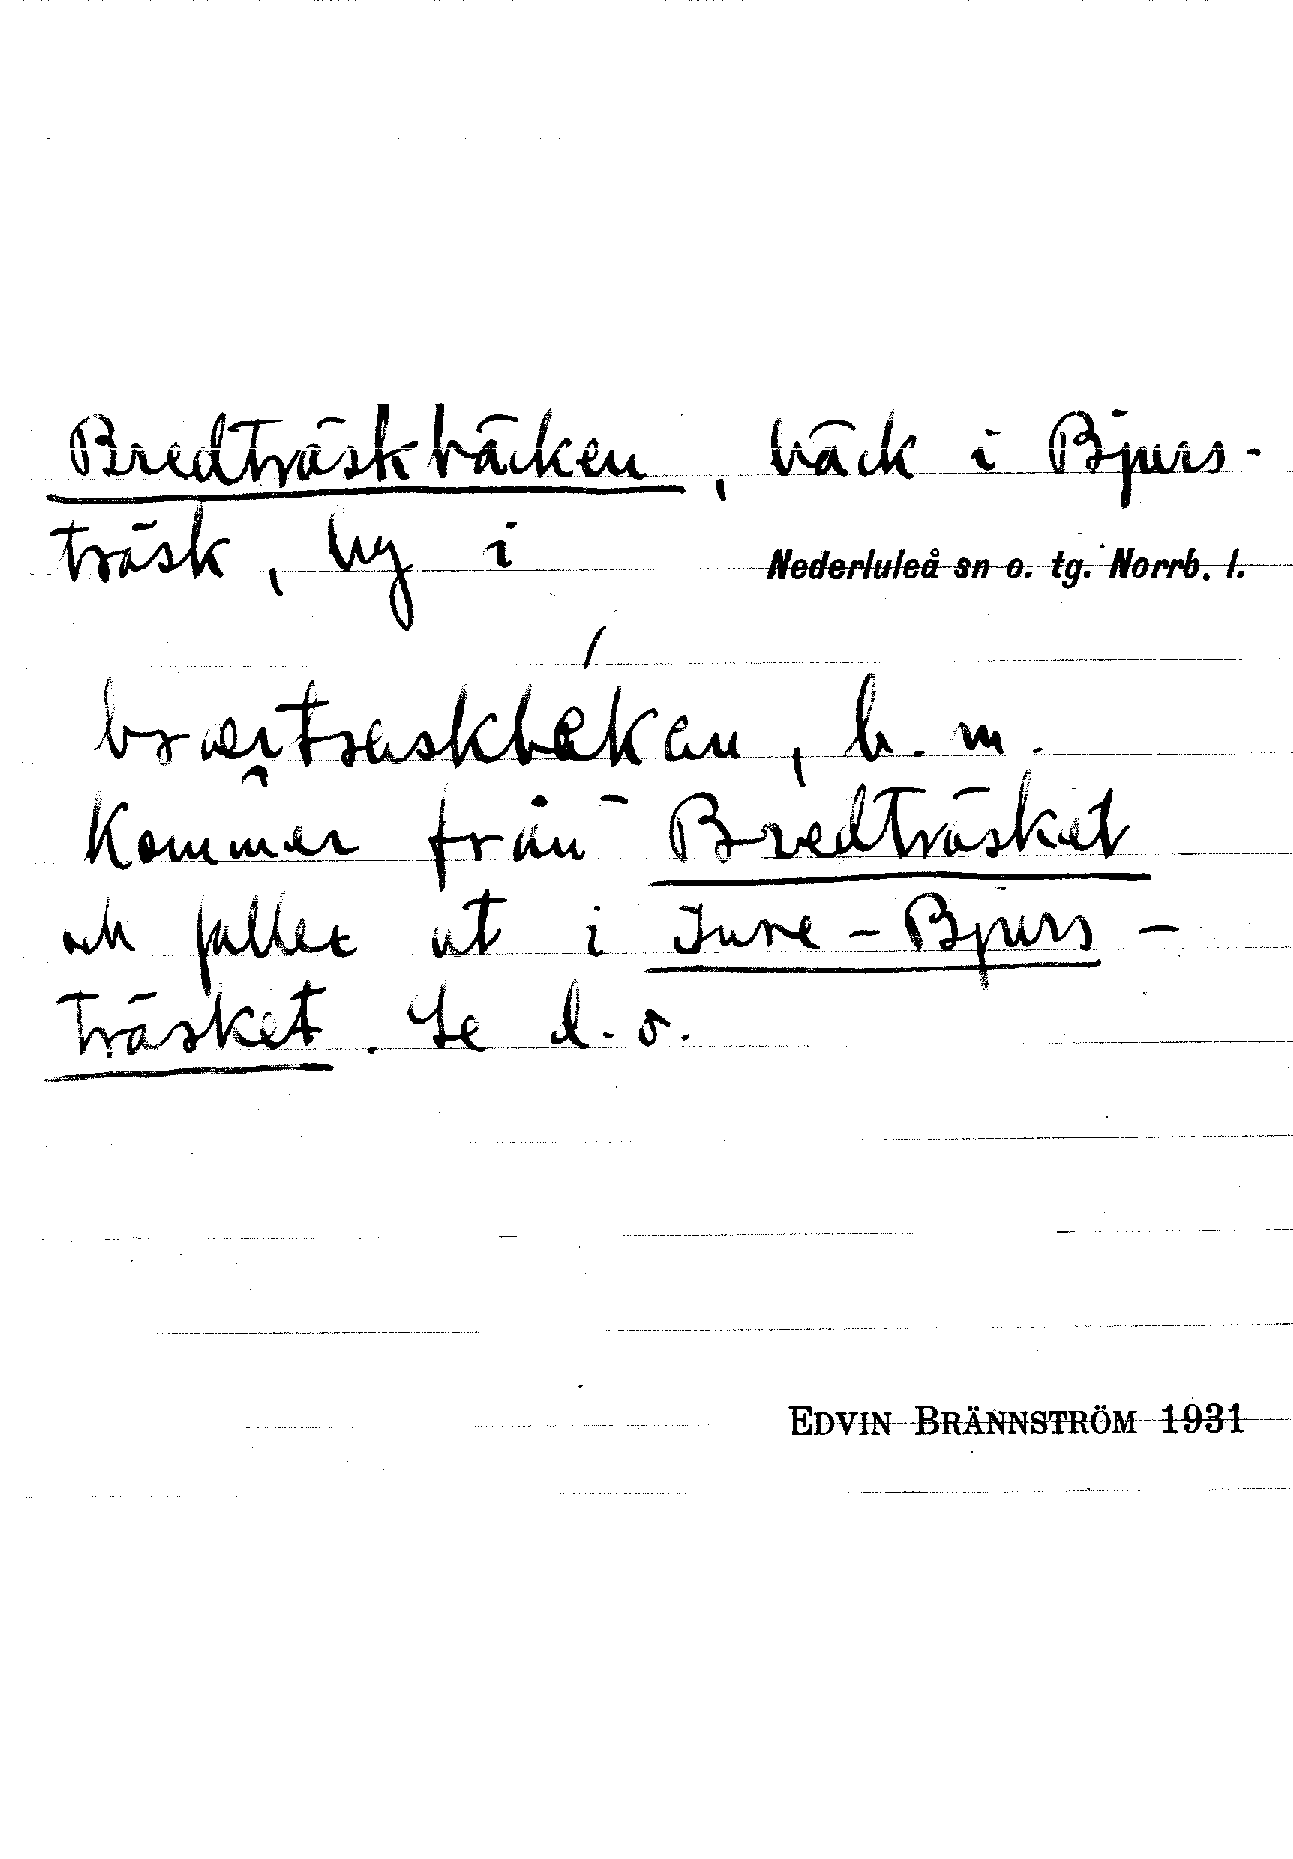 Bredträskbäcken, bäck i Bjurs-
träsk, by i Nederluleå sn o. tg. Norrb. l.
b. m.
Kommer från Bredträsket
och faller ut i Inre-Bjurs-
träsket. Se d. o.
EDVIN BRÄNNSTRÖM 1931